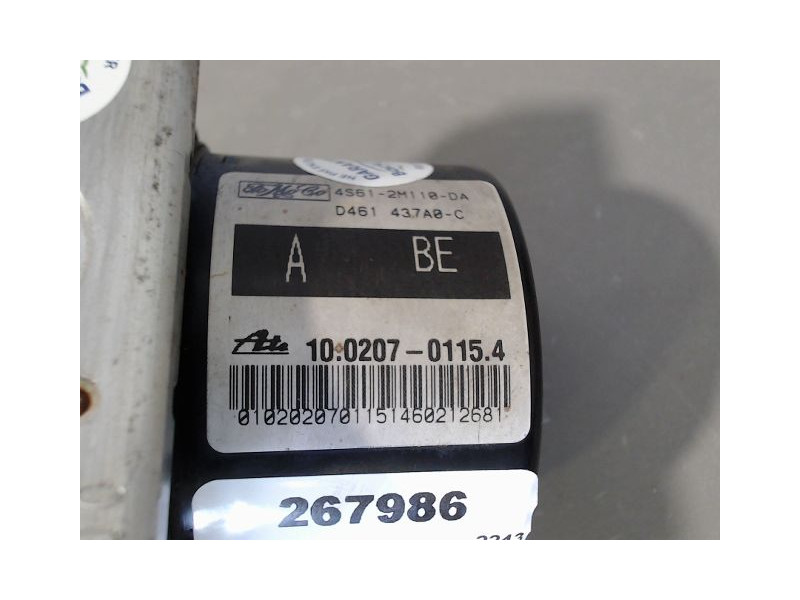 FoMoCo 4S61-2M110-DA
D461 437A0-C
A BE
Ate 10.0207-0115.4
010202070115146021268
267986